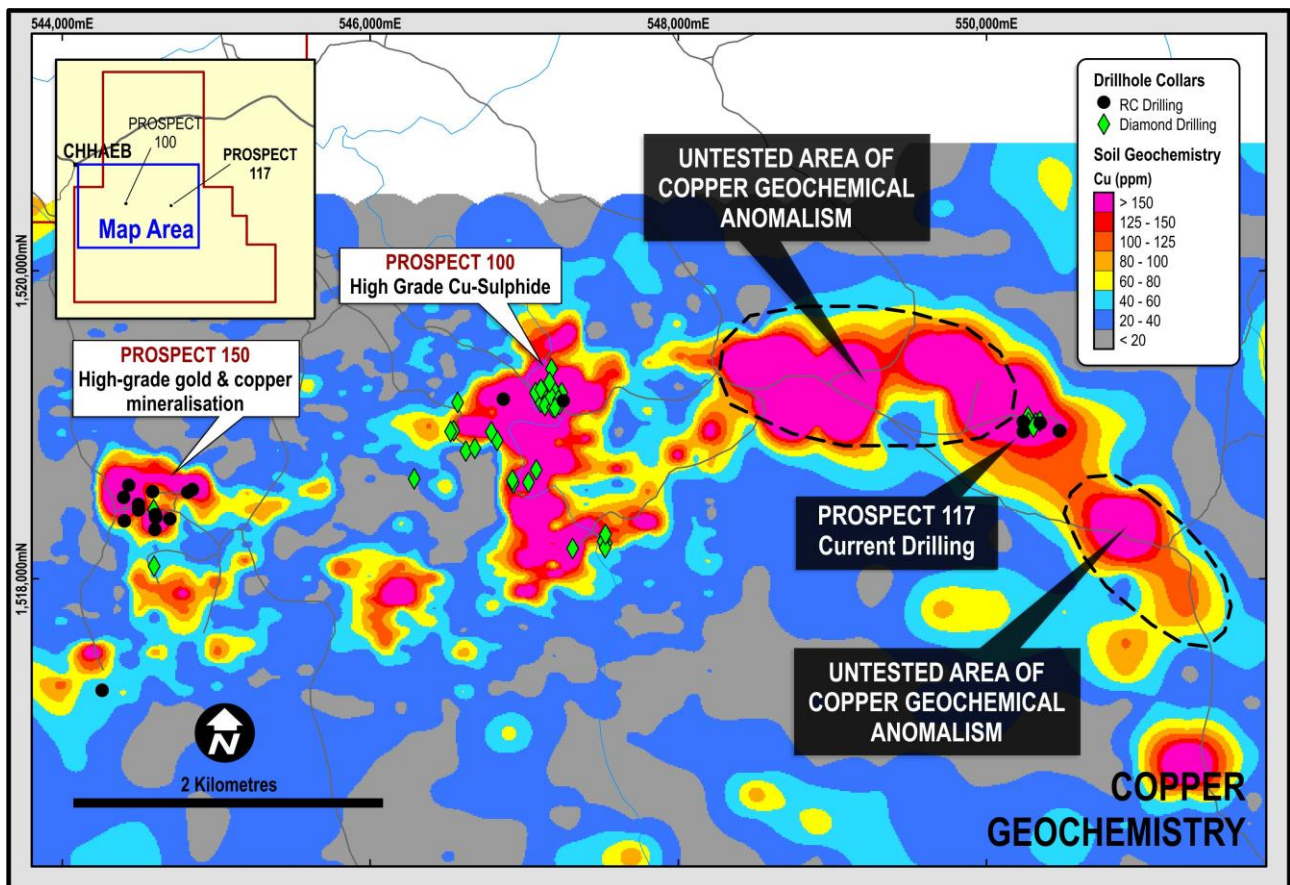 544,000mE
546,000mE
548,000mE
550,000mE
1,520,000mN
1,518,000mN
PROSPECT
100
CHHAEB
PROSPECT
117
Map Area
Drillhole Collars
RC Drilling
Diamond Drilling
Soil Geochemistry
Cu (ppm)
> 150
125 - 150
100 - 125
80 - 100
60 - 80
40 - 60
20 - 40
< 20
UNTESTED AREA OF
COPPER GEOCHEMICAL
ANOMALISM
PROSPECT 100
High Grade Cu-Sulphide
PROSPECT 150
High-grade gold & copper
mineralisation
PROSPECT 117
Current Drilling
UNTESTED AREA OF
COPPER GEOCHEMICAL
ANOMALISM
N
2 Kilometres
COPPER
GEOCHEMISTRY